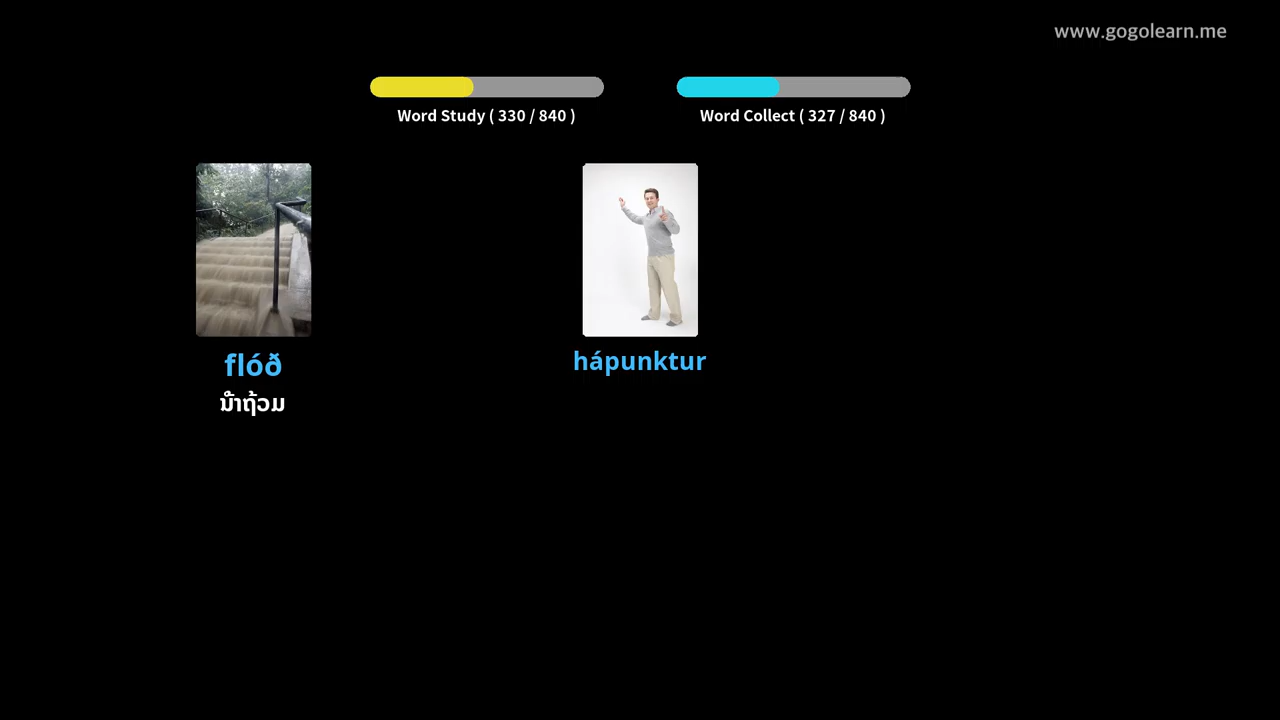 www.gogolearn.me
Word Study ( 330 / 840 )
Word Collect ( 327 / 840 )
flóð
ນ້ຳຖ້ວມ
hápunktur